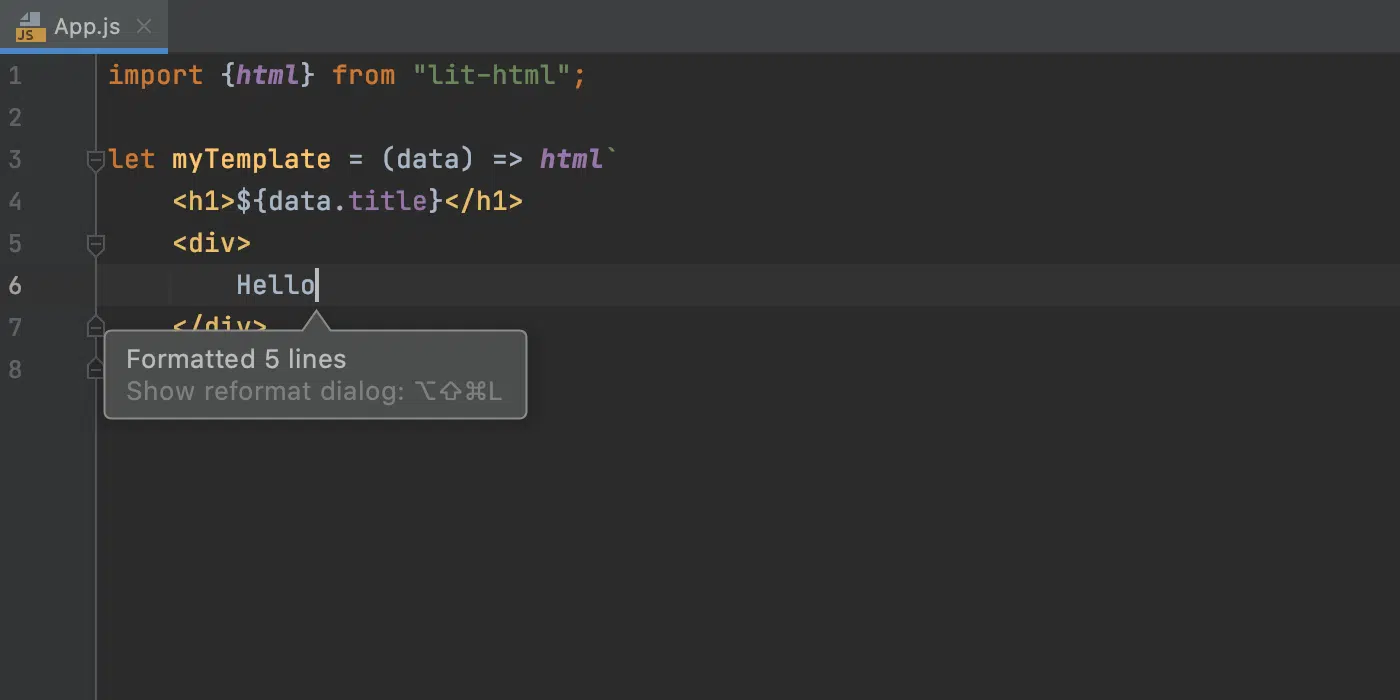 JS App.js
1 import {html} from "lit-html";
2
3 let myTemplate = (data) => html`
4 <h1>${data.title}</h1>
5 <div>
6 Hello
7 </div>
Formatted 5 lines
8
Show reformat dialog: ⌥⇧⌘L